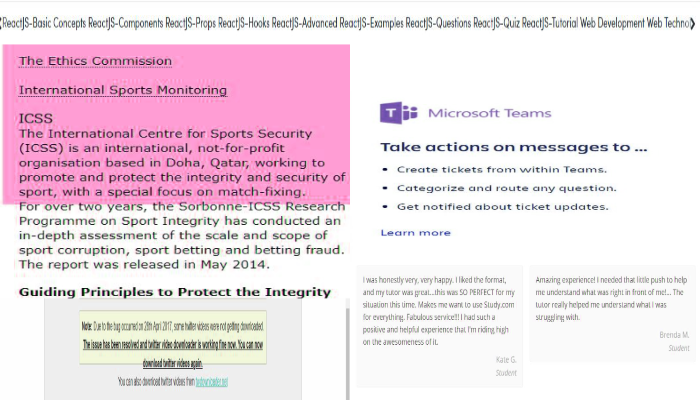 ReactJS-Basic Concepts ReactJS-Components ReactJS-Props ReactJS-Hooks ReactJS-Advanced ReactJS-Examples ReactJS-Questions ReactJS-Quiz ReactJS-Tutorial Web Development Web Techno
The Ethics Commission
International Sports Monitoring
ICSS
The International Centre for Sports Security
(ICSS) is an international, not-for-profit
organisation based in Doha, Qatar, working to
promote and protect the integrity and security of
sport, with a special focus on match-fixing.
For over two years, the Sorbonne-ICSS Research
Programme on Sport Integrity has conducted an
in-depth assessment of the scale and scope of
sport corruption, sport betting and betting fraud.
The report was released in May 2014.
Guiding Principles to Protect the Integrity
Note: Due to the bug occurred on 26th April 2017, some twitter videos were not getting downloaded.
The issue has been resolved and twitter video downloader is working fine now. You can now
download twitter videos again.
You can also download twitter videos from
Microsoft Teams
Take actions on messages to ...
• Create tickets from within Teams.
• Categorize and route any question.
• Get notified about ticket updates.
Learn more
I was honestly very, very happy. I liked the format,
and my tutor was great...this was SO PERFECT for my
situation this time. Makes me want to use Study.com
for everything. Fabulous service!!! I had such a
positive and helpful experience that I'm riding high
on the awesomeness of it.
Kate G.
Student
Amazing experience! I needed that little push to help
me understand what was right in front of me!... The
tutor really helped me understand what I was
struggling with.
Brenda M.
Student